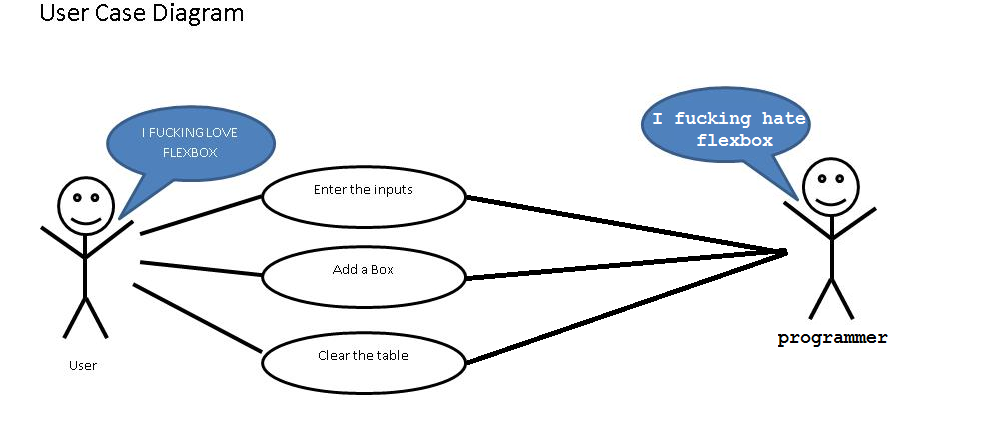 User Case Diagram
I FUCKING LOVE
FLEXBOX
I fucking hate
flexbox
Enter the inputs
Add a Box
Clear the table
User
programmer